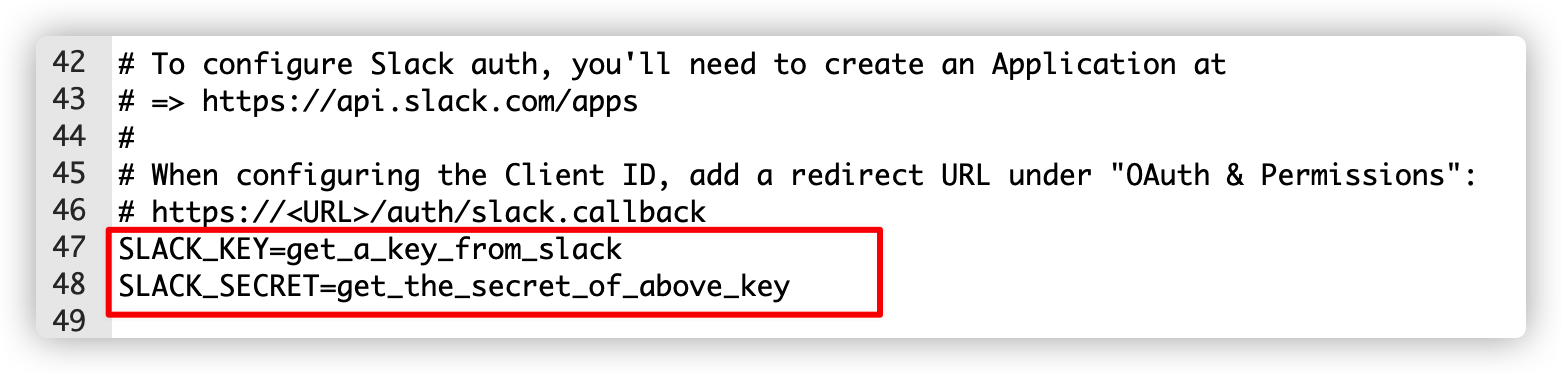 42 # To configure Slack auth, you'll need to create an Application at
43 # => https://api.slack.com/apps
44 #
45 # When configuring the Client ID, add a redirect URL under "OAuth & Permissions":
46 # https://<URL>/auth/slack.callback
47 SLACK_KEY=get_a_key_from_slack
48 SLACK_SECRET=get_the_secret_of_above_key
49